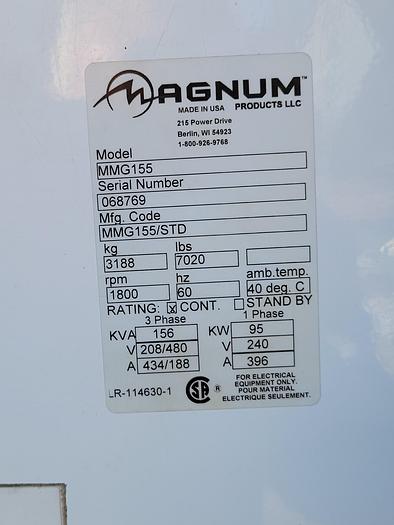 MAGNUM™
MADE IN USA PRODUCTS LLC
215 Power Drive
Berlin, WI 54923
1-800-926-9768
Model
MMG155
Serial Number
068769
Mfg. Code
MMG155/STD
kg lbs
3188 7020
rpm hz amb.temp.
1800 60 40 deg. C
RATING: X CONT. STAND BY
3 Phase 1 Phase
KVA 156 KW 95
V 208/480 V 240
A 434/188 A 396
LR-114630-1 CSA ® FOR ELECTRICAL
EQUIPMENT ONLY.
POUR MATERIAL
ELECTRIQUE SEULEMENT.